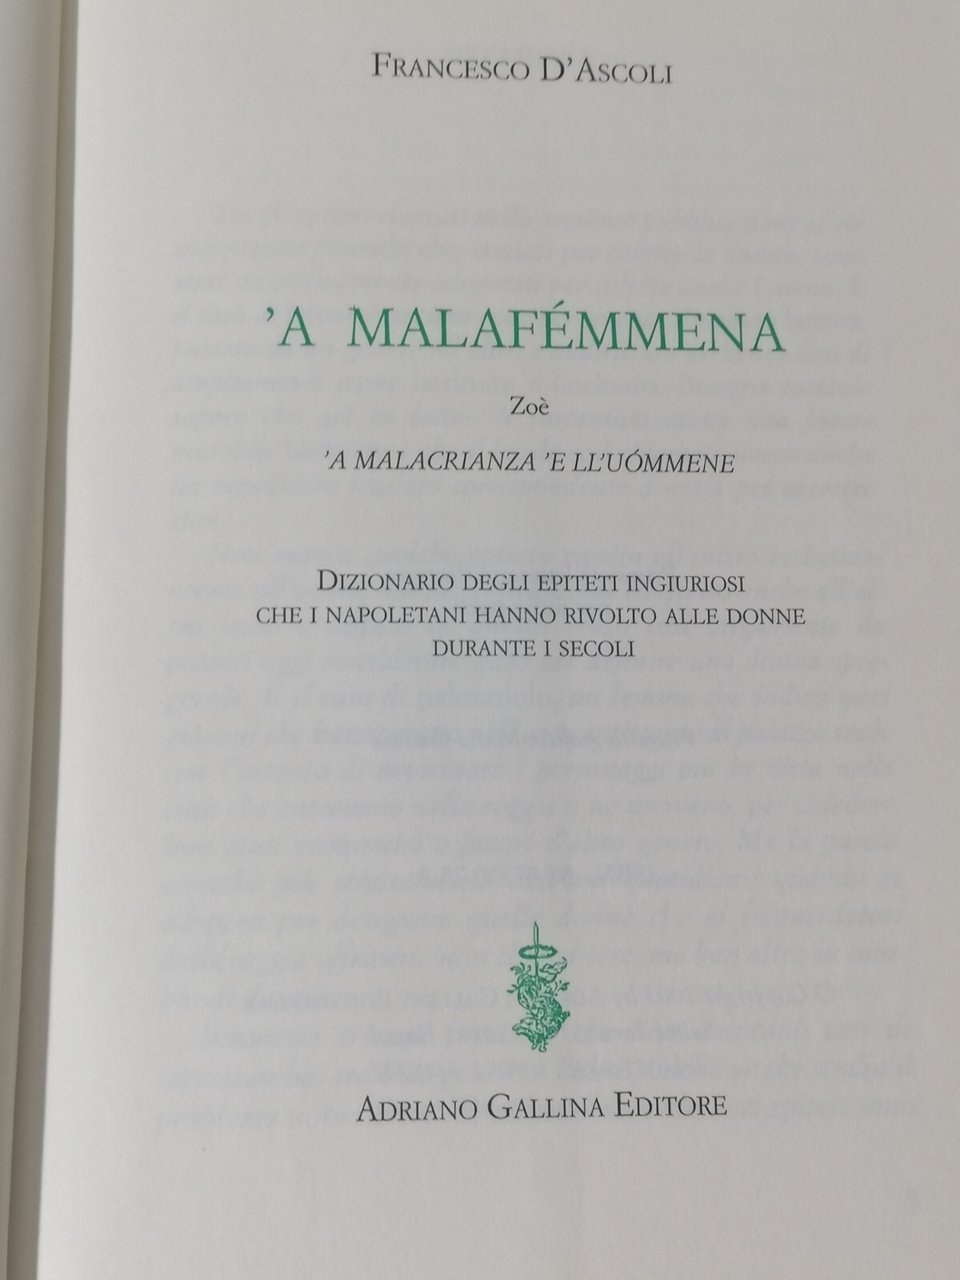 FRANCESCO D'ASCOLI
'A MALAFÉMMENA
Zoè
'A MALACRIANZA 'E LL'UÓMMENE
DIZIONARIO DEGLI EPITETI INGIURIOSI
CHE I NAPOLETANI HANNO RIVOLTO ALLE DONNE
DURANTE I SECOLI
ADRIANO GALLINA EDITORE